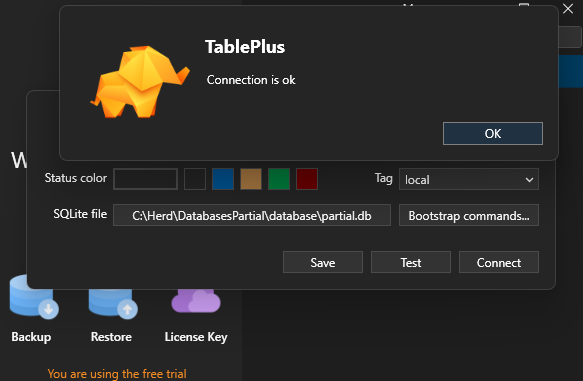 TablePlus
Connection is ok
OK
W
Status color
Tag
local
SQLite file
C:\Herd\DatabasesPartial\database\partial.db
Bootstrap commands...
Save
Test
Connect
Backup
Restore
License Key
You are using the free trial